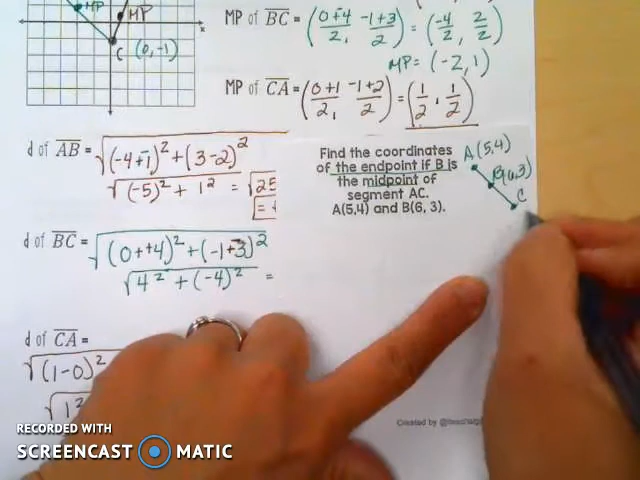 MP
MP
x
C (0, -1)
MP of BC = (0+-4/2, -1+3/2) = (-4/2, 2/2)
MP = (-2, 1)
MP of CA = (0+1/2, -1+2/2) = (1/2, 1/2)
d of AB = √(-4+-1)² + (3-2)²
√(-5)² + 1² = √25
=
d of BC = √(0++4)² + (-1+-3)²
√4² + (-4)² =
d of CA =
√(1-0)²
√1²
Find the coordinates
of the endpoint if B is
the midpoint of
segment AC.
A(5,4) and B(6, 3).
A (5,4)
B(6,3)
C
Created by
RECORDED WITH
SCREENCAST MATIC